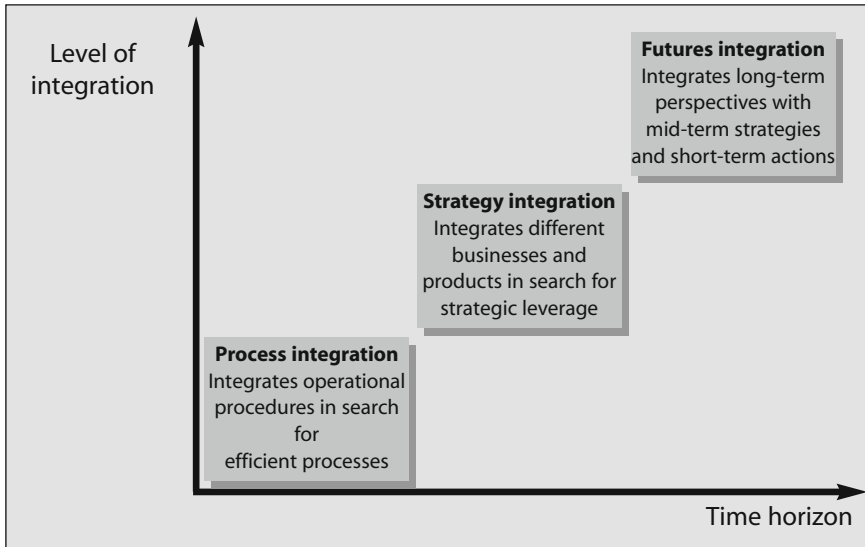 Level of
integration
Futures integration
Integrates long-term
perspectives with
mid-term strategies
and short-term actions
Strategy integration
Integrates different
businesses and
products in search for
strategic leverage
Process integration
Integrates operational
procedures in search
for
efficient processes
Time horizon